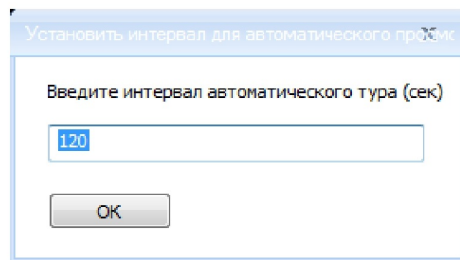 Установить интервал для автоматического
Введите интервал автоматического тура (сек)
120
OK